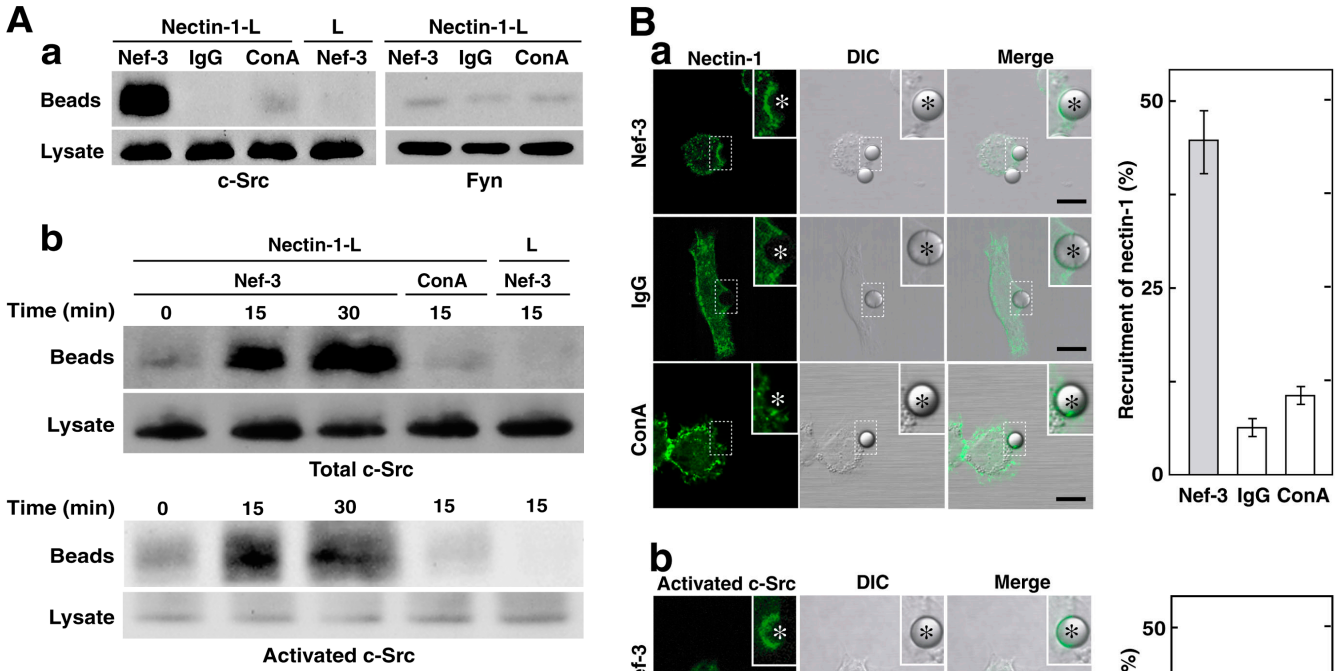 A
a
Nectin-1-L L Nectin-1-L
Nef-3 IgG ConA Nef-3 Nef-3 IgG ConA
Beads
Lysate
c-Src Fyn
b
Nectin-1-L L
Nef-3 ConA Nef-3
Time (min) 0 15 30 15 15
Beads
Lysate
Total c-Src
Time (min) 0 15 30 15 15
Beads
Lysate
Activated c-Src
B
a
Nectin-1 DIC Merge
Nef-3
*
*
*
IgG
*
*
*
ConA
*
*
*
Recruitment of nectin-1 (%)
50
25
0
Nef-3 IgG ConA
b
Activated c-Src DIC Merge
*
*
*
50